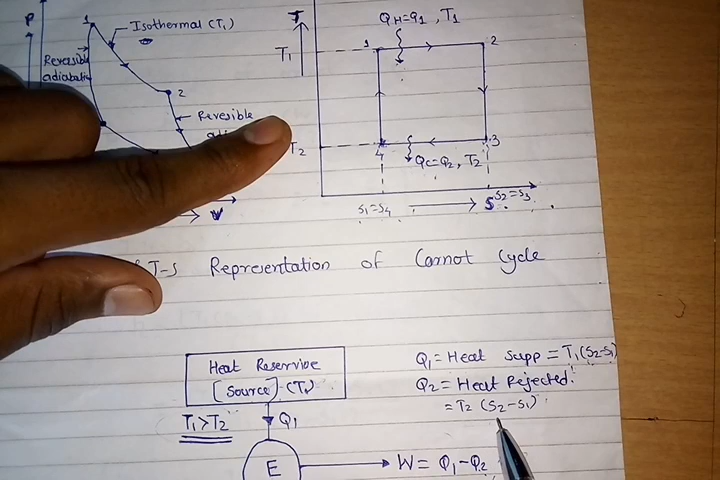 P
1
Isothermal (T1)
Reversible
adiabatic
2
Revesible
V
T
QH=q1, T1
T1
1
2
T2
4
3
QC=q2, T2
S1=S4
S
S2=S3
T-S Representation of Carnot Cycle
Heat Reservire
[Source]-(T1)
T1>T2
Q1
E
W = Q1-Q2
Q1 = Heat Supp = T1(S2-S1)
Q2 = Heat Rejected.
= T2 (S2-S1)